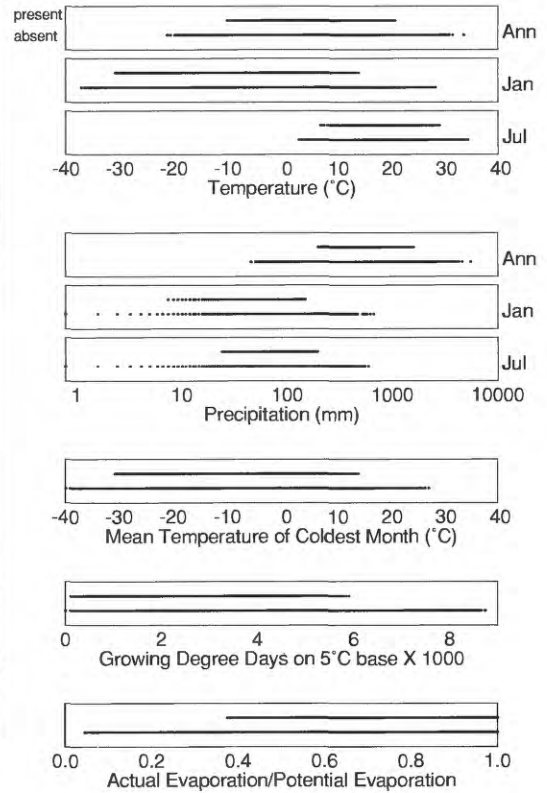 present
absent
Ann
Jan
Jul
-40 -30 -20 -10 0 10 20 30 40
Temperature (°C)
Ann
Jan
Jul
1 10 100 1000 10000
Precipitation (mm)
-40 -30 -20 -10 0 10 20 30 40
Mean Temperature of Coldest Month (°C)
0 2 4 6 8
Growing Degree Days on 5°C base X 1000
0.0 0.2 0.4 0.6 0.8 1.0
Actual Evaporation/Potential Evaporation